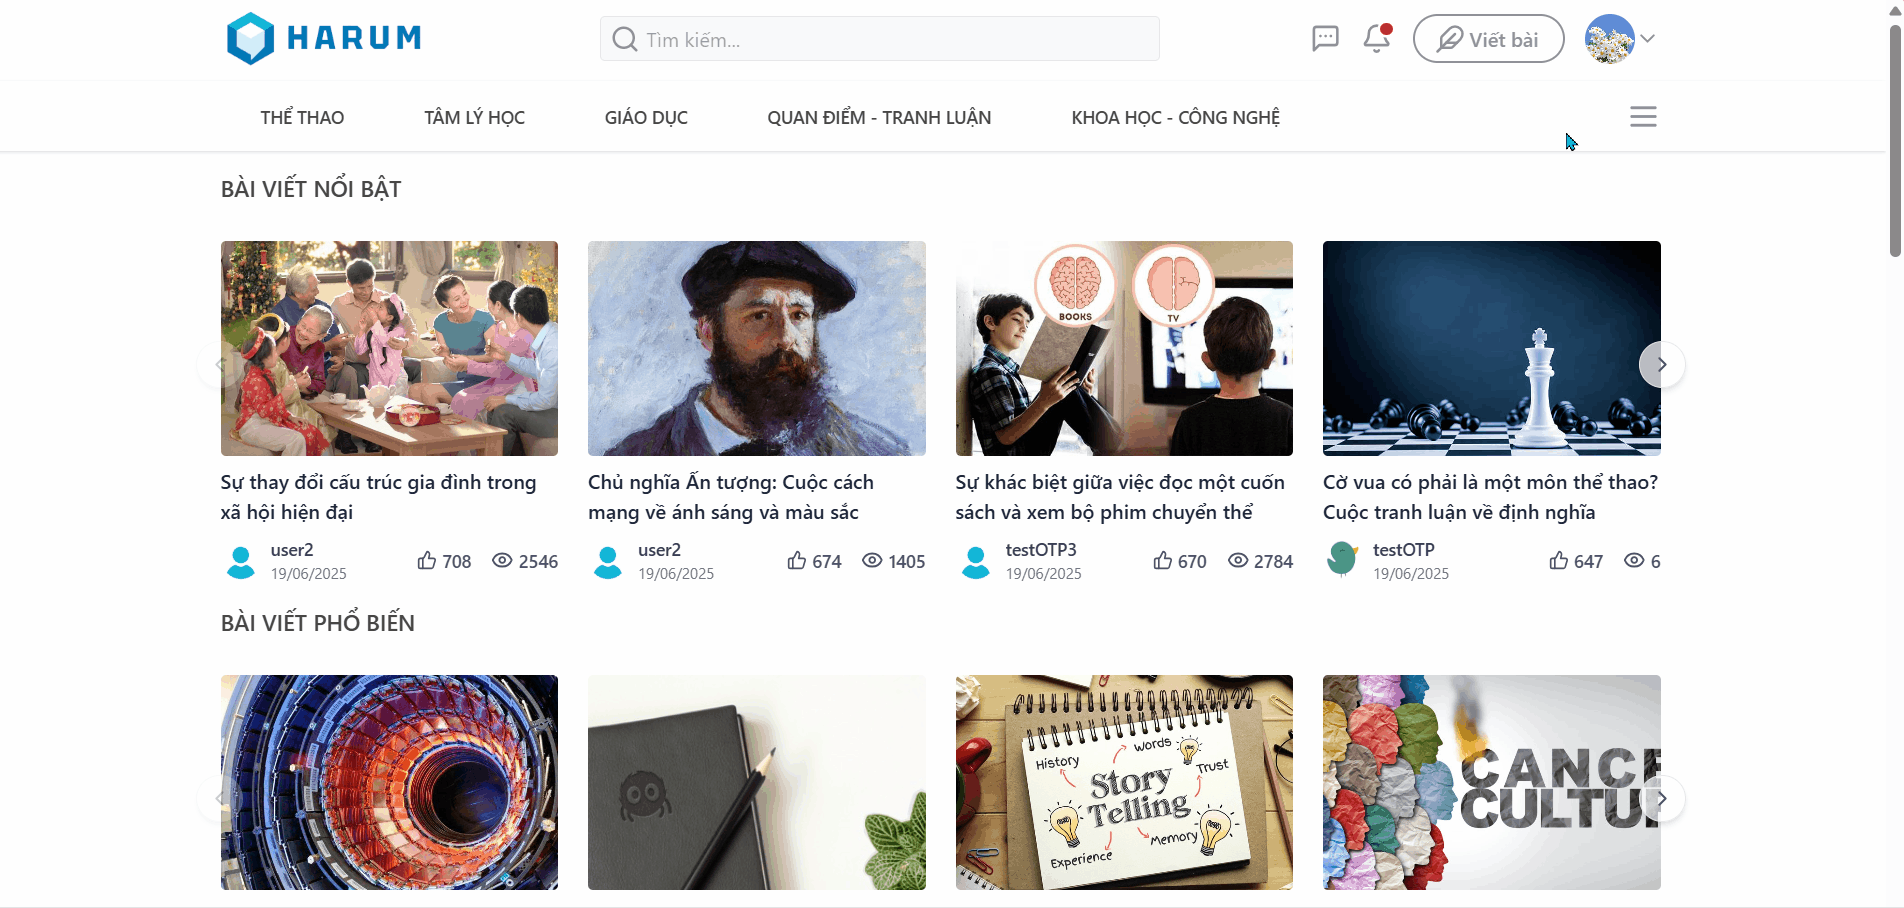 HARUM
Tìm kiếm...
Viết bài
THỂ THAO
TÂM LÝ HỌC
GIÁO DỤC
QUAN ĐIỂM - TRANH LUẬN
KHOA HỌC - CÔNG NGHỆ
BÀI VIẾT NỔI BẬT
BOOKS
TV
Sự thay đổi cấu trúc gia đình trong
xã hội hiện đại
user2
19/06/2025
708
2546
Chủ nghĩa Ấn tượng: Cuộc cách
mạng về ánh sáng và màu sắc
user2
19/06/2025
674
1405
Sự khác biệt giữa việc đọc một cuốn
sách và xem bộ phim chuyển thể
testOTP3
19/06/2025
670
2784
Cờ vua có phải là một môn thể thao?
Cuộc tranh luận về định nghĩa
testOTP
19/06/2025
647
6
BÀI VIẾT PHỔ BIẾN
Words
History
Trust
Story
Telling
Memory
Experience
CANCE
CULTU